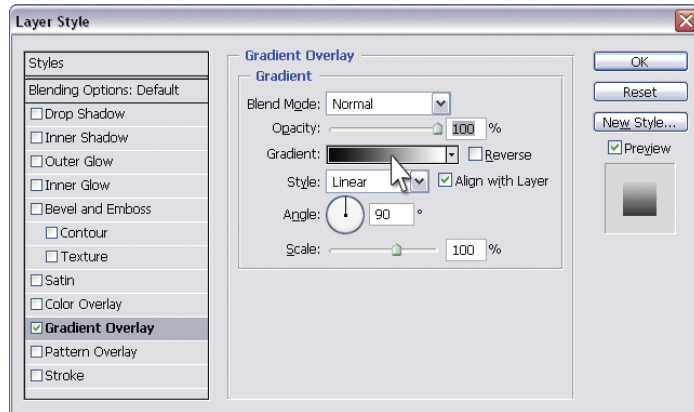 Layer Style
Styles
Blending Options: Default
Drop Shadow
Inner Shadow
Outer Glow
Inner Glow
Bevel and Emboss
Contour
Texture
Satin
Color Overlay
Gradient Overlay
Pattern Overlay
Stroke
Gradient Overlay
Gradient
Blend Mode: Normal
Opacity: 100 %
Gradient: Reverse
Style: Linear Align with Layer
Angle: 90 °
Scale: 100 %
OK
Reset
New Style...
Preview